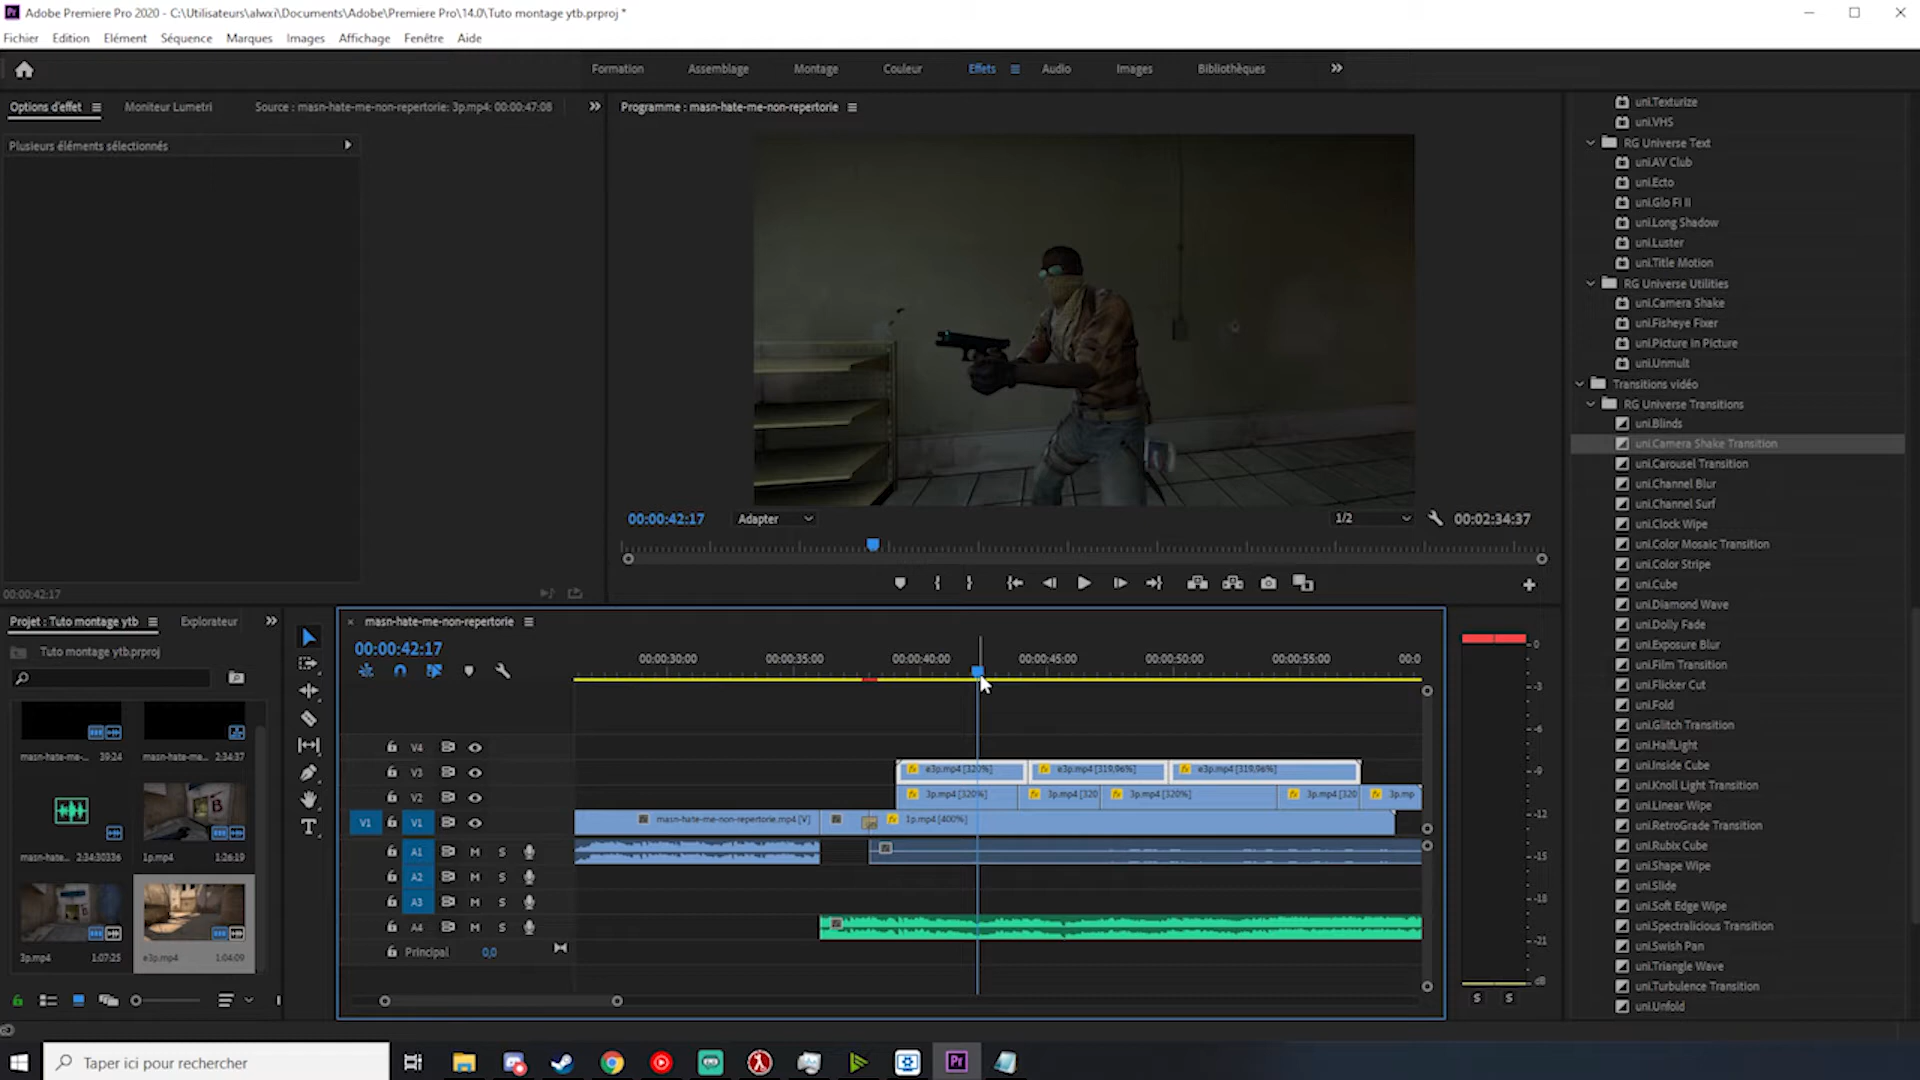 Adobe Premiere Pro 2020 - C:\Utilisateurs\alwxi\Documents\Adobe\Premiere Pro\14.0\Tuto montage ytb.prproj *
Fichier Edition Elément Séquence Marques Images Affichage Fenêtre Aide
Formation Assemblage Montage Couleur Effets Audio Images Bibliothèques
Options d'effet Moniteur Lumetri Source : masn-hate-me-non-repertorie: 3p.mp4: 00:00:47:08
Plusieurs éléments sélectionnés
00:00:42:17
Programme : masn-hate-me-non-repertorie
00:00:42:17 Adapter 1/2 00:02:34:37
uni.Texturize
uni.VHS
RG Universe Text
uni.AV Club
uni.Ecto
uni.Glo Fi II
uni.Long Shadow
uni.Luster
uni.Title Motion
RG Universe Utilities
uni.Camera Shake
uni.Fisheye Fixer
uni.Picture in Picture
uni.Unmult
Transitions vidéo
RG Universe Transitions
uni.Blinds
uni.Camera Shake Transition
uni.Carousel Transition
uni.Channel Blur
uni.Channel Surf
uni.Clock Wipe
uni.Color Mosaic Transition
uni.Color Stripe
uni.Cube
uni.Diamond Wave
uni.Dolly Fade
uni.Exposure Blur
uni.Film Transition
uni.Flicker Cut
uni.Fold
uni.Glitch Transition
uni.HalfLight
uni.Inside Cube
uni.Knoll Light Transition
uni.Linear Wipe
uni.RetroGrade Transition
uni.Rubix Cube
uni.Shape Wipe
uni.Slide
uni.Soft Edge Wipe
uni.Spectralicious Transition
uni.Swish Pan
uni.Triangle Wave
uni.Turbulence Transition
uni.Unfold
Projet : Tuto montage ytb Explorateur
Tuto montage ytb.prproj
masn-hate-me-... 39:24
masn-hate-ma... 2:34:37
masn-hate... 2:34:30336
1p.mp4 1:26:19
3p.mp4 1:07:25
e3p.mp4 1:04:09
masn-hate-me-non-repertorie
00:00:42:17
00:00:30:00 00:00:35:00 00:00:40:00 00:00:45:00 00:00:50:00 00:00:55:00 00:0
V4
V3 e3p.mp4 [320%] e3p.mp4 [319,96%] e3p.mp4 [319,96%]
V2 3p.mp4 [320%] 3p.mp4 [320 3p.mp4 [320%] 3p.mp4 [320 3p.mp
V1 V1 masn-hate-me-non-repertorie.mp4 [V] 1p.mp4 [400%]
A1 M S
A2 M S
A3 M S
A4 M S
Principal 0,0
0
-3
-6
-9
-12
-15
-18
-21
dB
S S
Taper ici pour rechercher
Pr